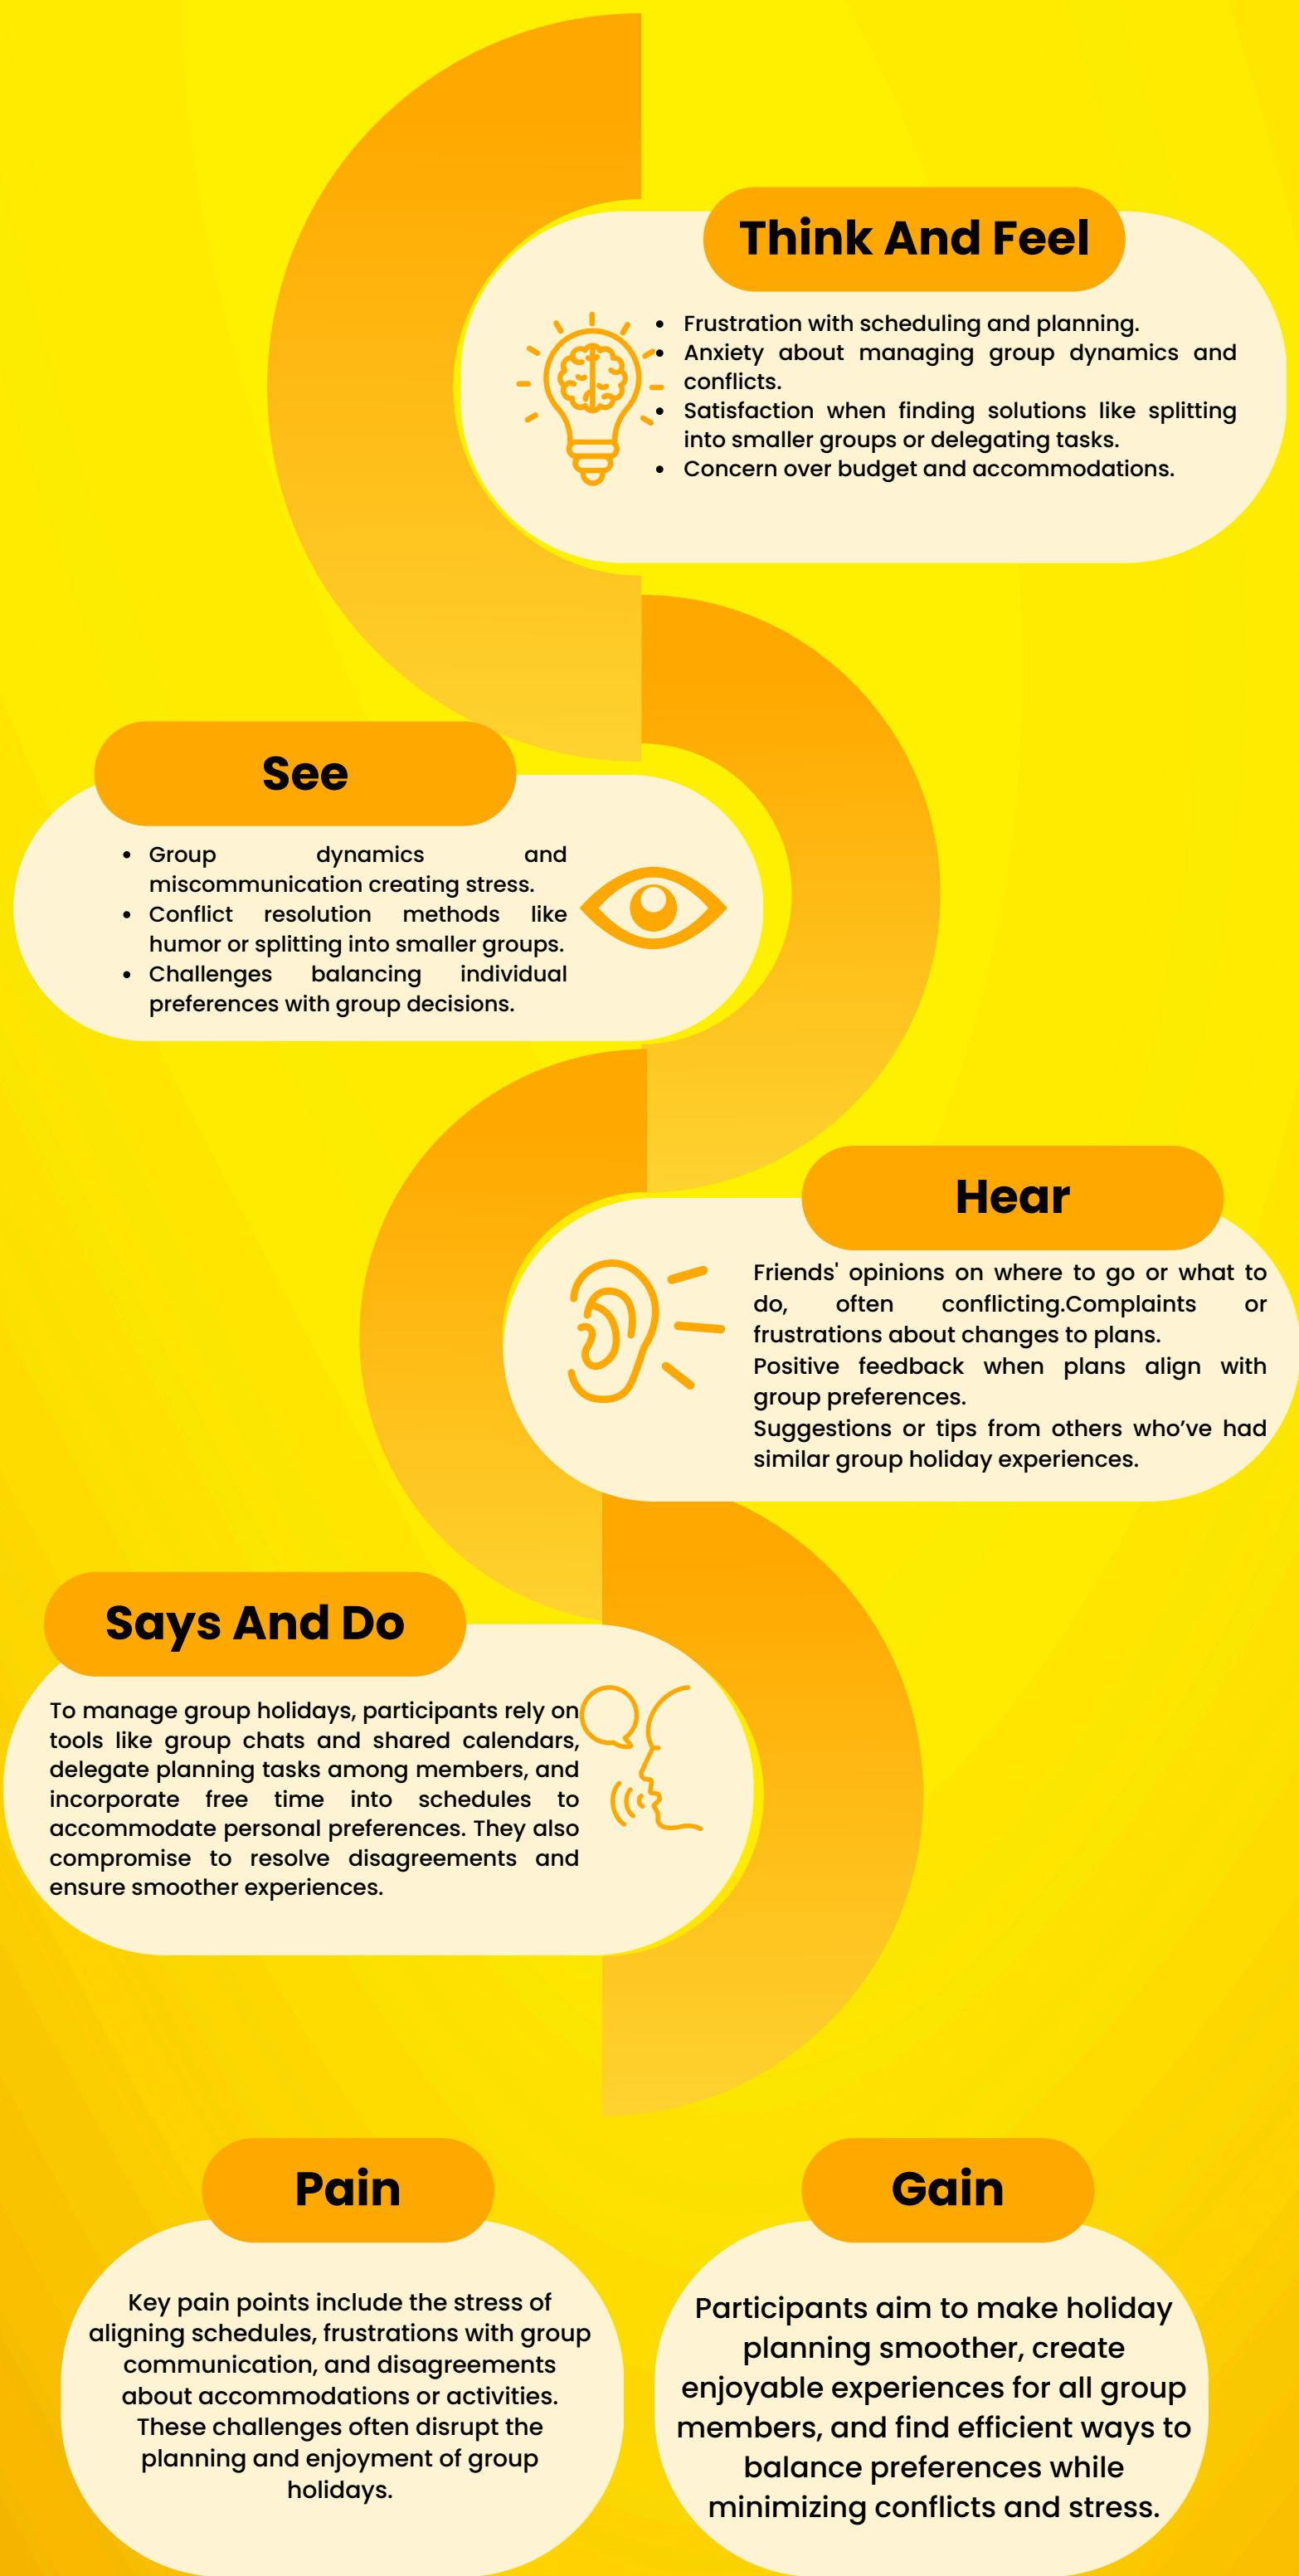 Think And Feel
• Frustration with scheduling and planning.
• Anxiety about managing group dynamics and
conflicts.
• Satisfaction when finding solutions like splitting
into smaller groups or delegating tasks.
• Concern over budget and accommodations.
See
• Group dynamics and
miscommunication creating stress.
• Conflict resolution methods like
humor or splitting into smaller groups.
• Challenges balancing individual
preferences with group decisions.
Hear
Friends' opinions on where to go or what to
do, often conflicting.Complaints or
frustrations about changes to plans.
Positive feedback when plans align with
group preferences.
Suggestions or tips from others who’ve had
similar group holiday experiences.
Says And Do
To manage group holidays, participants rely on
tools like group chats and shared calendars,
delegate planning tasks among members, and
incorporate free time into schedules to
accommodate personal preferences. They also
compromise to resolve disagreements and
ensure smoother experiences.
Pain
Key pain points include the stress of
aligning schedules, frustrations with group
communication, and disagreements
about accommodations or activities.
These challenges often disrupt the
planning and enjoyment of group
holidays.
Gain
Participants aim to make holiday
planning smoother, create
enjoyable experiences for all group
members, and find efficient ways to
balance preferences while
minimizing conflicts and stress.